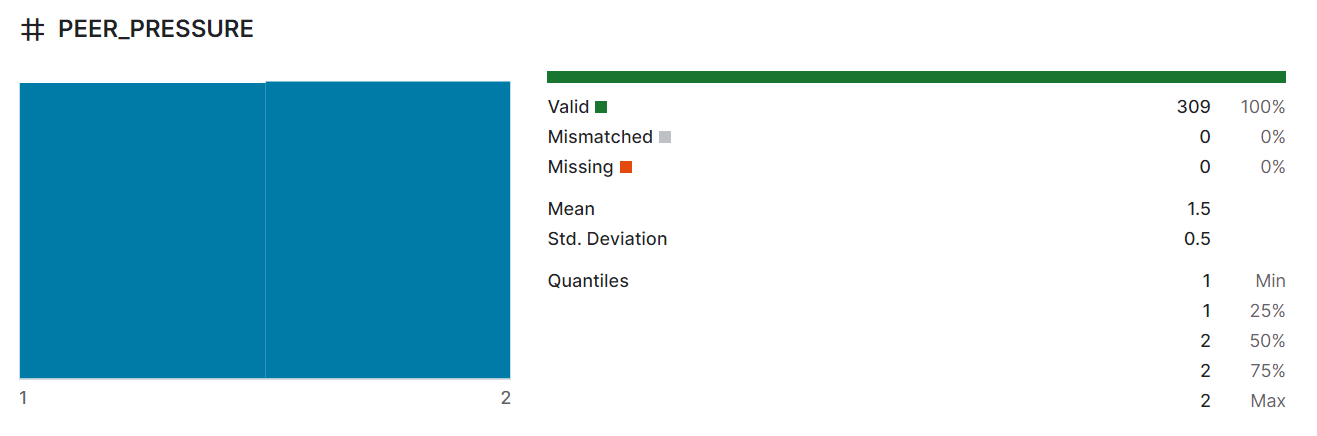 # PEER_PRESSURE
Valid 309 100%
Mismatched 0 0%
Missing 0 0%
Mean 1.5
Std. Deviation 0.5
Quantiles 1 Min
1 25%
2 50%
2 75%
2 Max
1 2